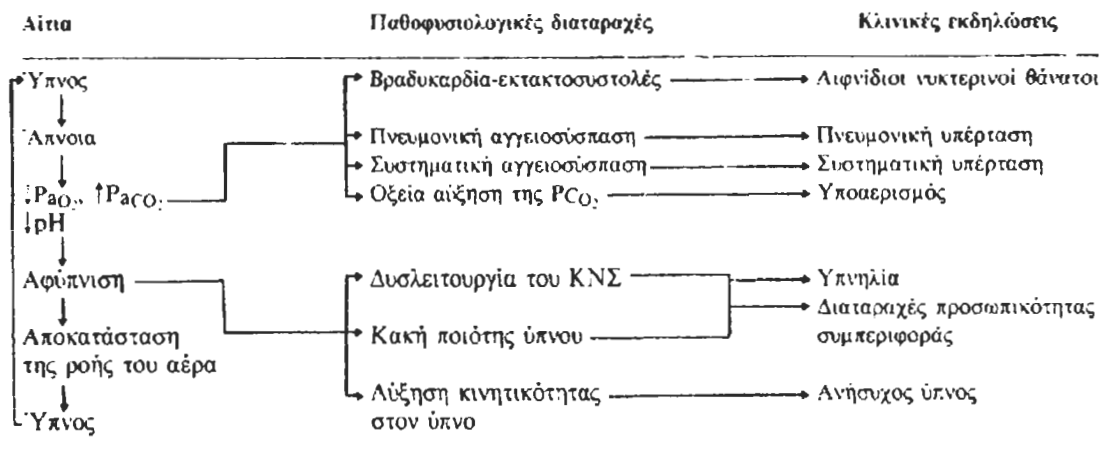 Αίτια Παθοφυσιολογικές διαταραχές Κλινικές εκδηλώσεις
Ύπνος Βραδυκαρδία-εκτακτοσυστολές Αιφνίδιοι νυκτερινοί θάνατοι
Άπνοια Πνευμονική αγγειοσύσπαση Πνευμονική υπέρταση
Συστηματική αγγειοσύσπαση Συστηματική υπέρταση
↓PaO₂, ↑PaCO₂ Οξεία αύξηση της PCO₂ Υποαερισμός
↓pH
Αφύπνιση Δυσλειτουργία του ΚΝΣ Υπνηλία
Διαταραχές προσωπικότητας
Αποκατάσταση Κακή ποιότης ύπνου συμπεριφοράς
της ροής του αέρα
Αύξηση κινητικότητας Ανήσυχος ύπνος
Ύπνος στον ύπνο